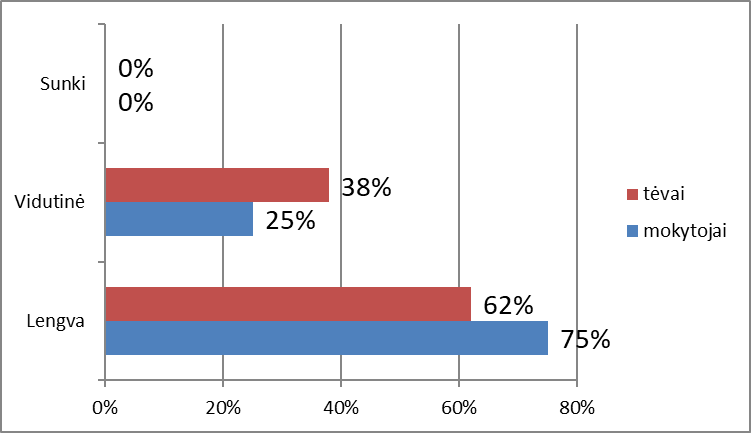 Sunki
0%
0%
Vidutinė
38%
25%
Lengva
62%
75%
0%
20%
40%
60%
80%
tėvai
mokytojai